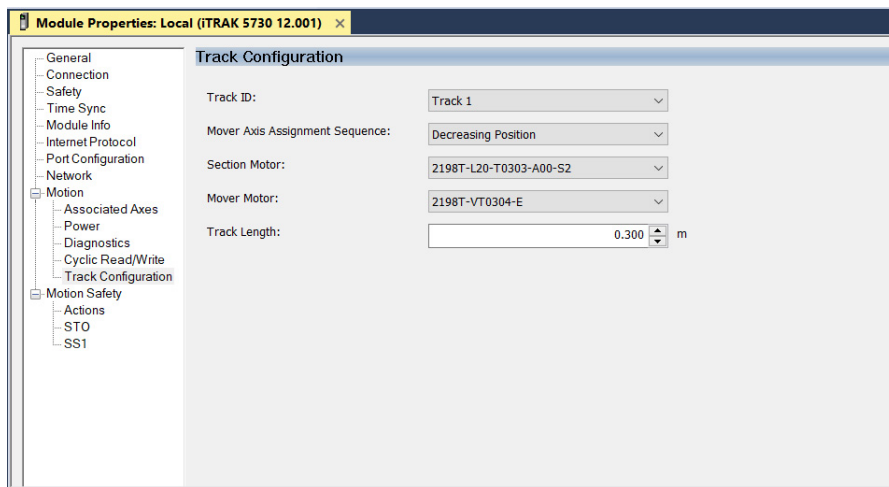 Module Properties: Local (iTRAK 5730 12.001) ×
General
Connection
Safety
Time Sync
Module Info
Internet Protocol
Port Configuration
Network
Motion
Associated Axes
Power
Diagnostics
Cyclic Read/Write
Track Configuration
Motion Safety
Actions
STO
SS1
Track Configuration
Track ID: Track 1
Mover Axis Assignment Sequence: Decreasing Position
Section Motor: 2198T-L20-T0303-A00-S2
Mover Motor: 2198T-VT0304-E
Track Length: 0.300 m